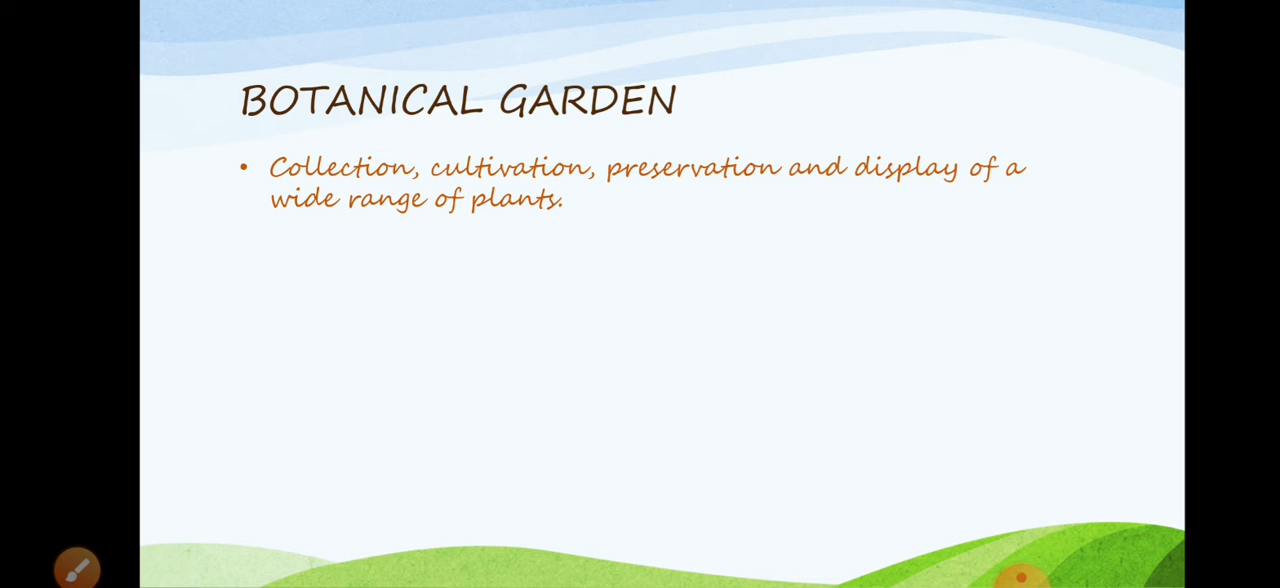 BOTANICAL GARDEN
• Collection, cultivation, preservation and display of a
wide range of plants.